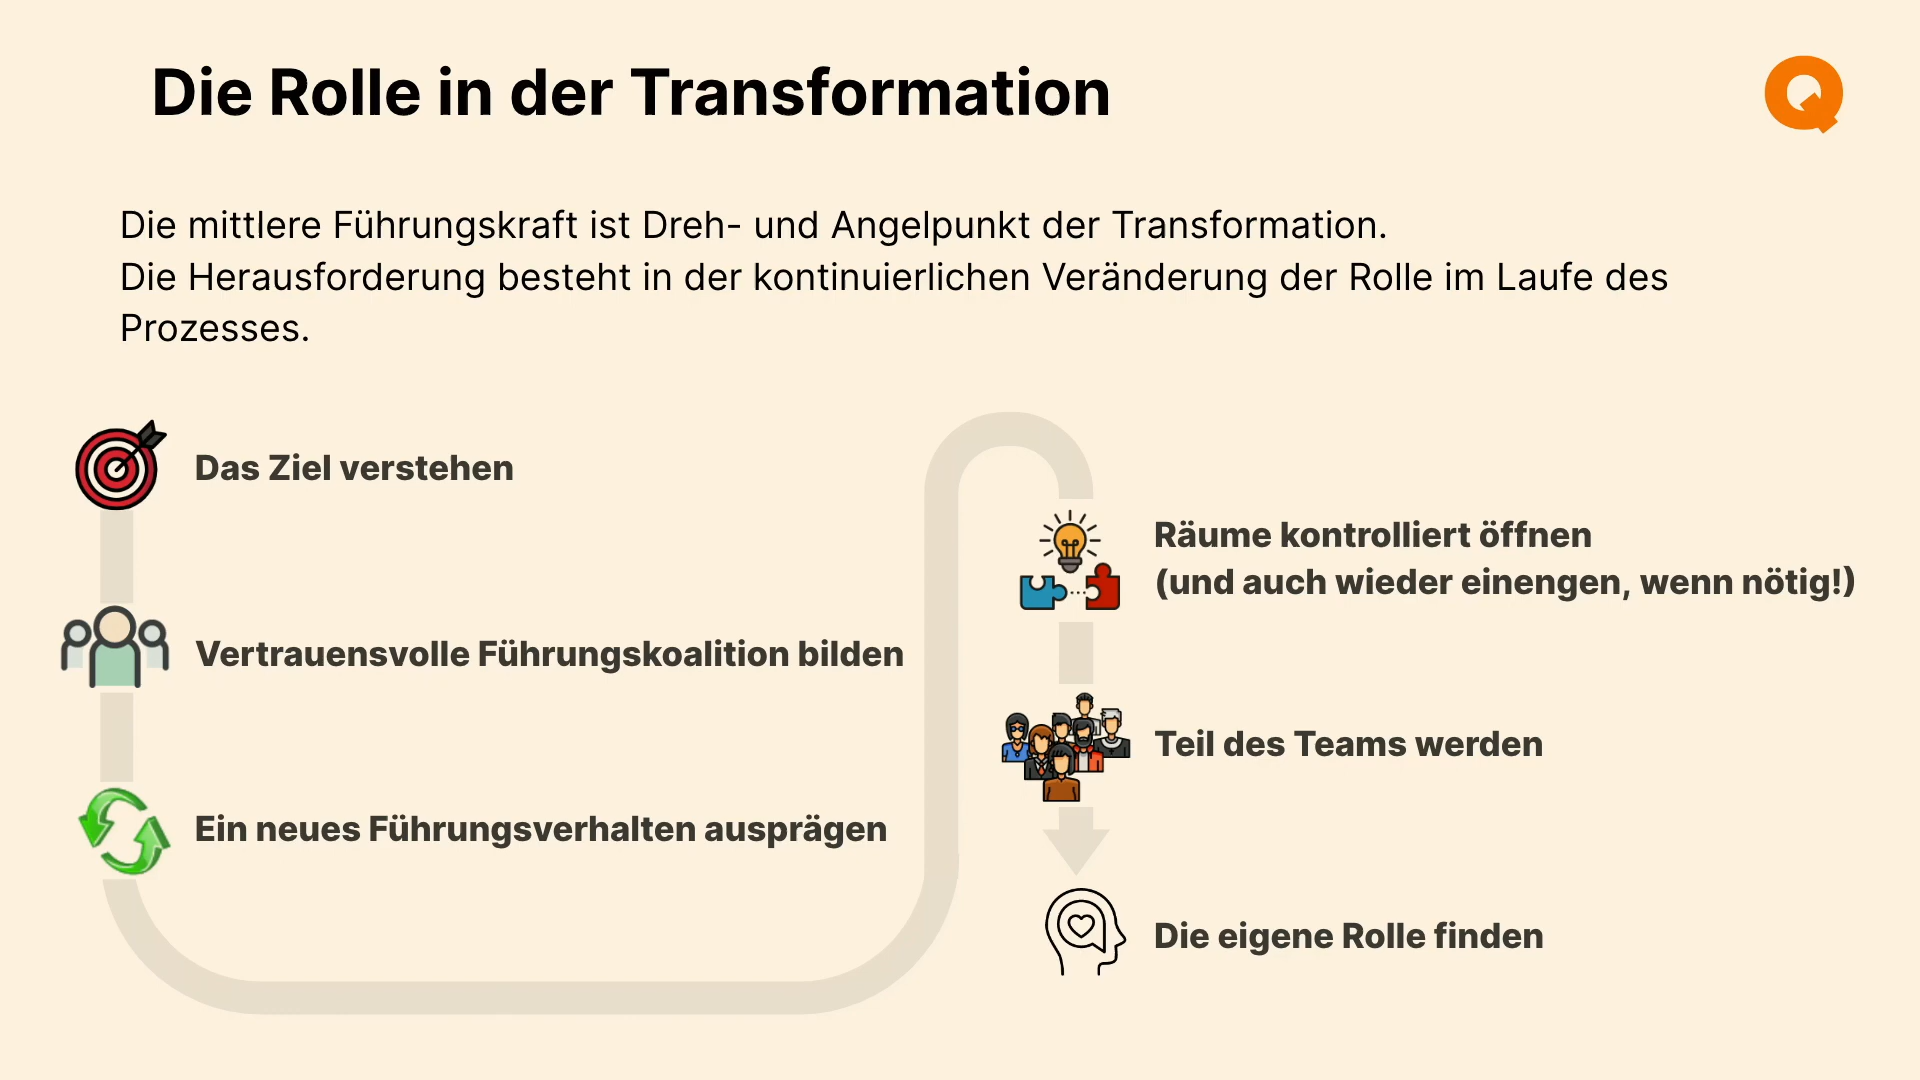 Die Rolle in der Transformation
Q
Die mittlere Führungskraft ist Dreh- und Angelpunkt der Transformation.
Die Herausforderung besteht in der kontinuierlichen Veränderung der Rolle im Laufe des
Prozesses.
Das Ziel verstehen
Vertrauensvolle Führungskoalition bilden
Ein neues Führungsverhalten ausprägen
Räume kontrolliert öffnen
(und auch wieder einengen, wenn nötig!)
Teil des Teams werden
Die eigene Rolle finden